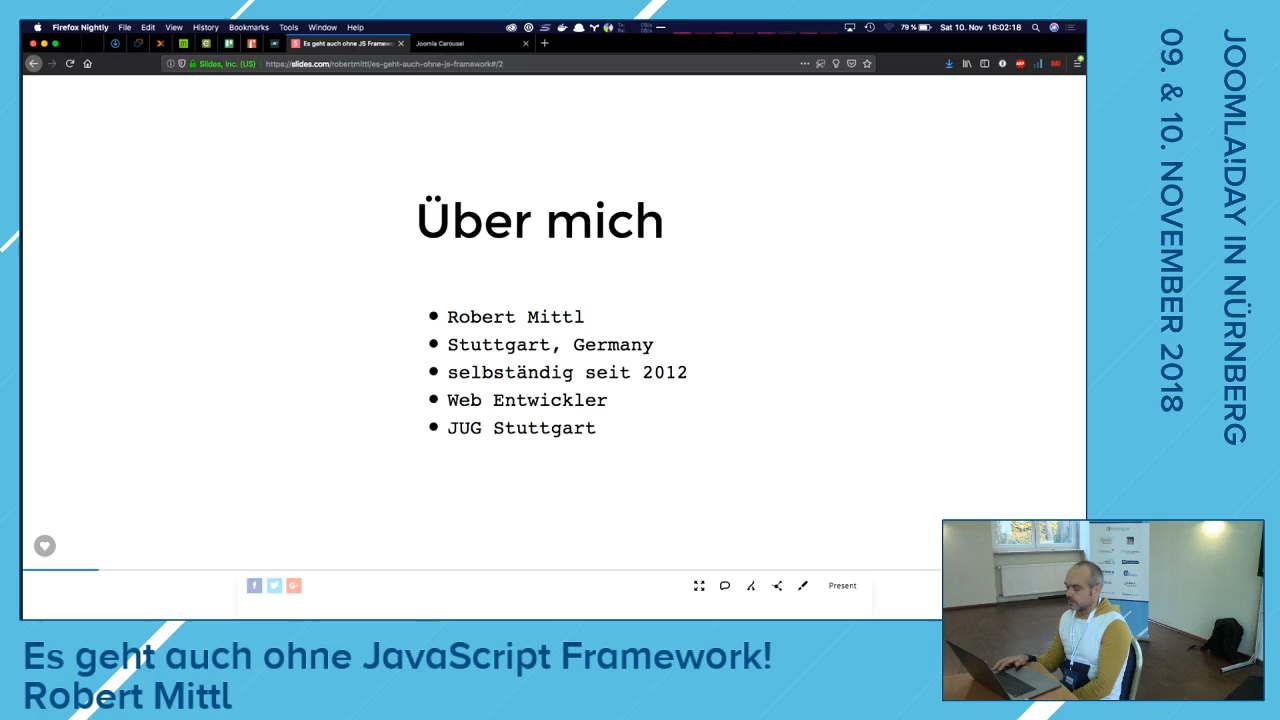 Firefox Nightly File Edit View History Bookmarks Tools Window Help
79 % Sat 10. Nov 16:02:18
Es geht auch ohne JS Framew Joomla Carousel
Slides, Inc. (US) https://slides.com/robertmittl/es-geht-auch-ohne-js-framework#/2
Über mich
Robert Mittl
Stuttgart, Germany
selbständig seit 2012
Web Entwickler
JUG Stuttgart
Present
Es geht auch ohne JavaScript Framework!
Robert Mittl
JOOMLA!DAY IN NÜRNBERG
09. & 10. NOVEMBER 2018